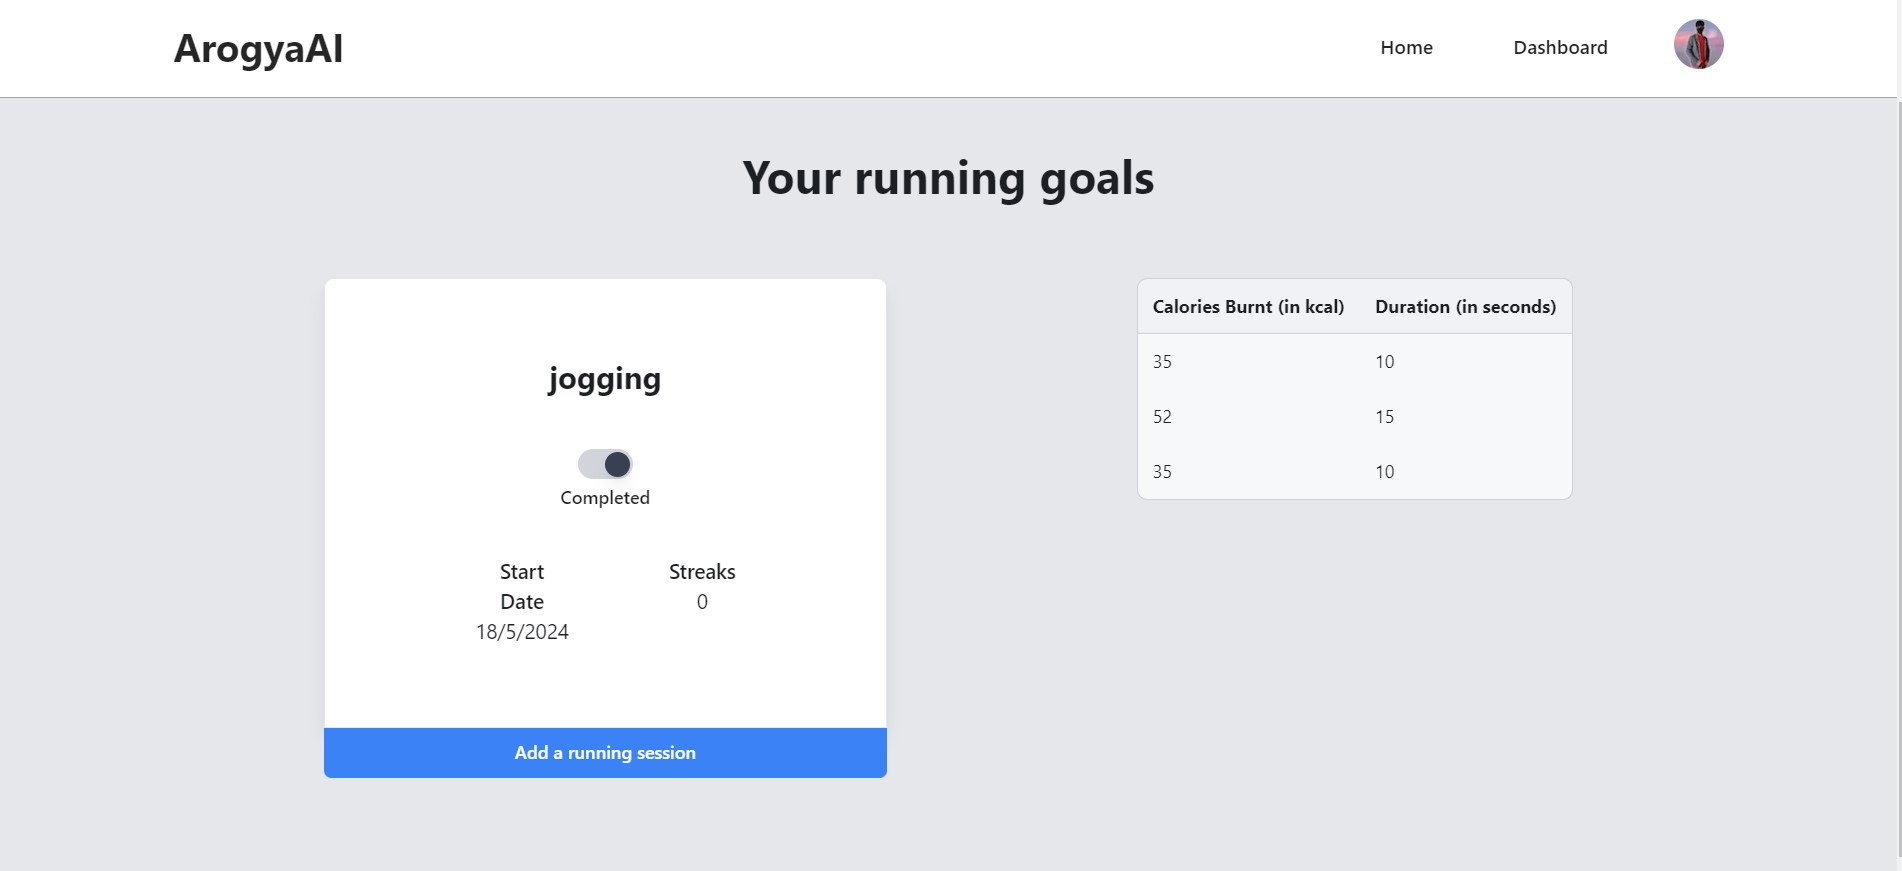 ArogyaAI
Home
Dashboard
Your running goals
jogging
Completed
Start
Date
18/5/2024
Streaks
0
Add a running session
Calories Burnt (in kcal) Duration (in seconds)
35 10
52 15
35 10